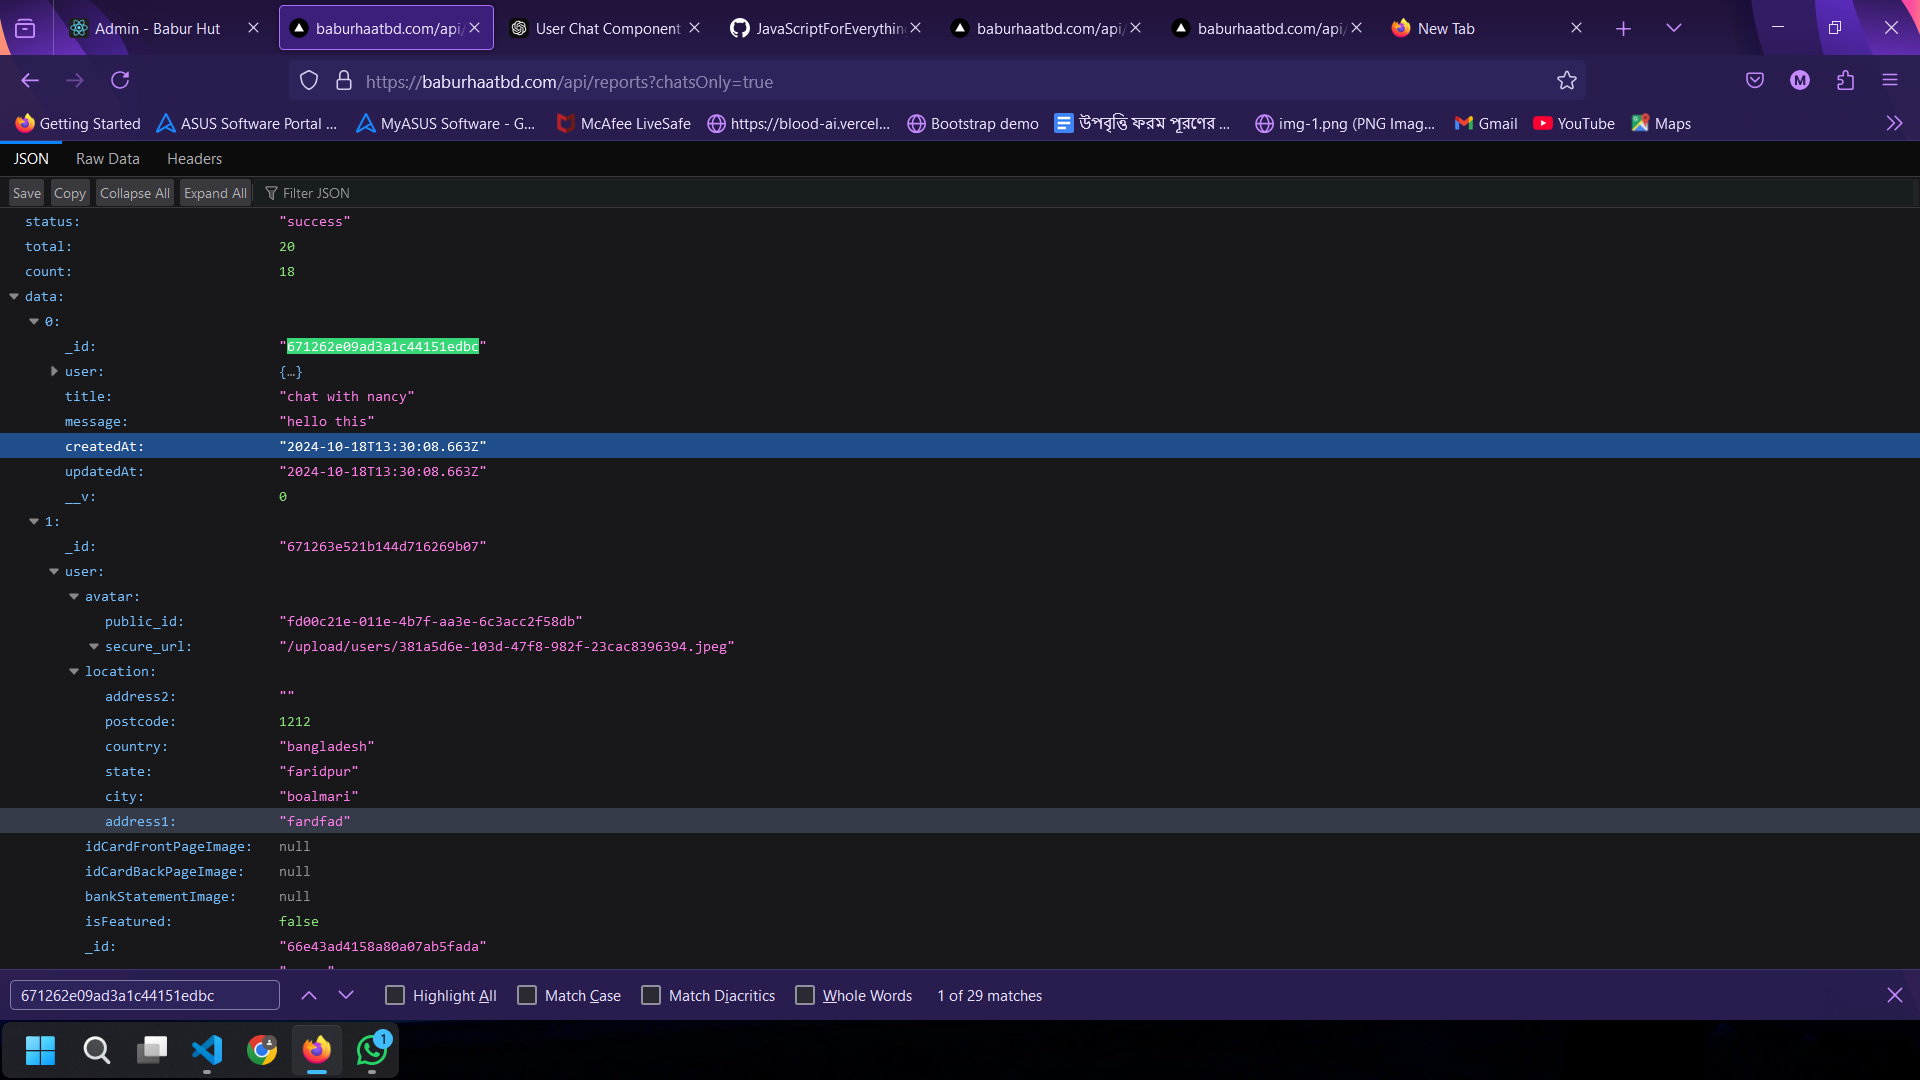 Admin - Babur Hut
baburhaatbd.com/api/
User Chat Component
JavaScriptForEverything
baburhaatbd.com/api/
baburhaatbd.com/api/
New Tab
https://baburhaatbd.com/api/reports?chatsOnly=true
M
Getting Started
ASUS Software Portal ...
MyASUS Software - G...
McAfee LiveSafe
https://blood-ai.vercel...
Bootstrap demo
উপবৃত্তি ফরম পূরণের ...
img-1.png (PNG Imag...
Gmail
YouTube
Maps
JSON Raw Data Headers
Save Copy Collapse All Expand All Filter JSON
status: "success"
total: 20
count: 18
data:
0:
_id: "671262e09ad3a1c44151edbc"
user: {…}
title: "chat with nancy"
message: "hello this"
createdAt: "2024-10-18T13:30:08.663Z"
updatedAt: "2024-10-18T13:30:08.663Z"
__v: 0
1:
_id: "671263e521b144d716269b07"
user:
avatar:
public_id: "fd00c21e-011e-4b7f-aa3e-6c3acc2f58db"
secure_url: "/upload/users/381a5d6e-103d-47f8-982f-23cac8396394.jpeg"
location:
address2: ""
postcode: 1212
country: "bangladesh"
state: "faridpur"
city: "boalmari"
address1: "fardfad"
idCardFrontPageImage: null
idCardBackPageImage: null
bankStatementImage: null
isFeatured: false
_id: "66e43ad4158a80a07ab5fada"
671262e09ad3a1c44151edbc Highlight All Match Case Match Diacritics Whole Words 1 of 29 matches
1